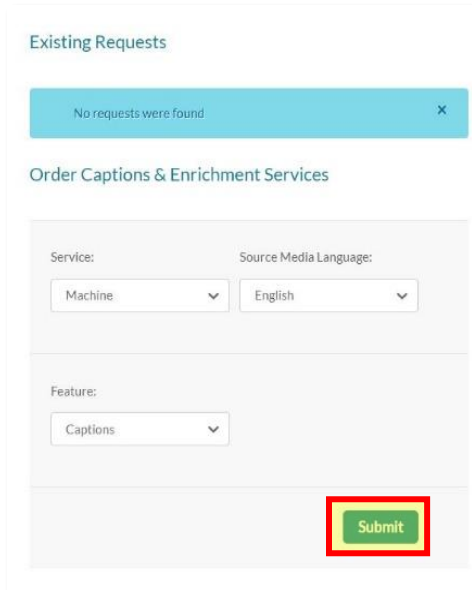 Existing Requests
No requests were found ×
Order Captions & Enrichment Services
Service: Source Media Language:
Machine English
Feature:
Captions
Submit